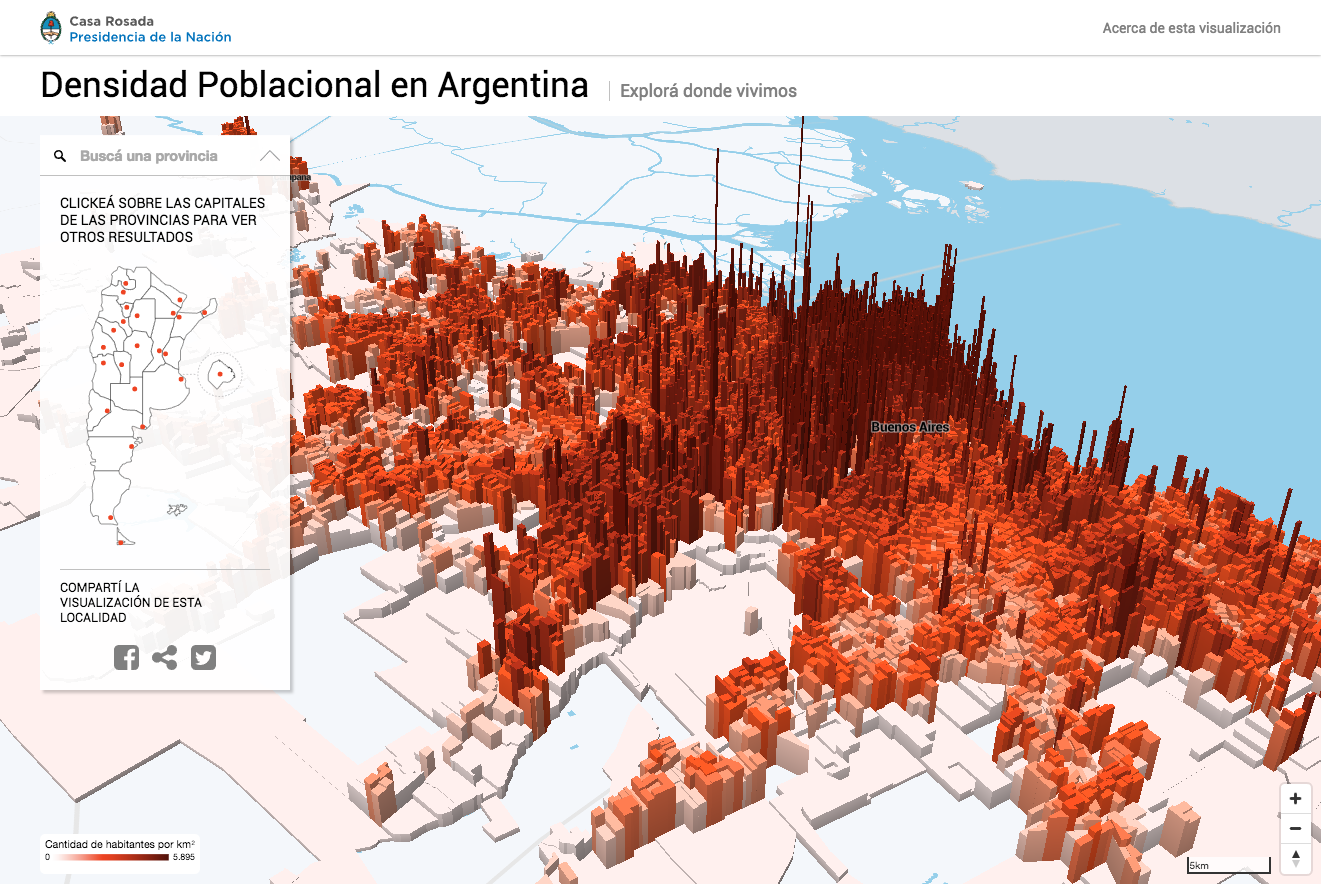 Casa Rosada
Presidencia de la Nación
Acerca de esta visualización
Densidad Poblacional en Argentina
Explorá donde vivimos
Buscá una provincia
pana
CLICKEÁ SOBRE LAS CAPITALES
DE LAS PROVINCIAS PARA VER
OTROS RESULTADOS
Buenos Aires
COMPARTÍ LA
VISUALIZACIÓN DE ESTA
LOCALIDAD
Cantidad de habitantes por km²
0 5.895
5km